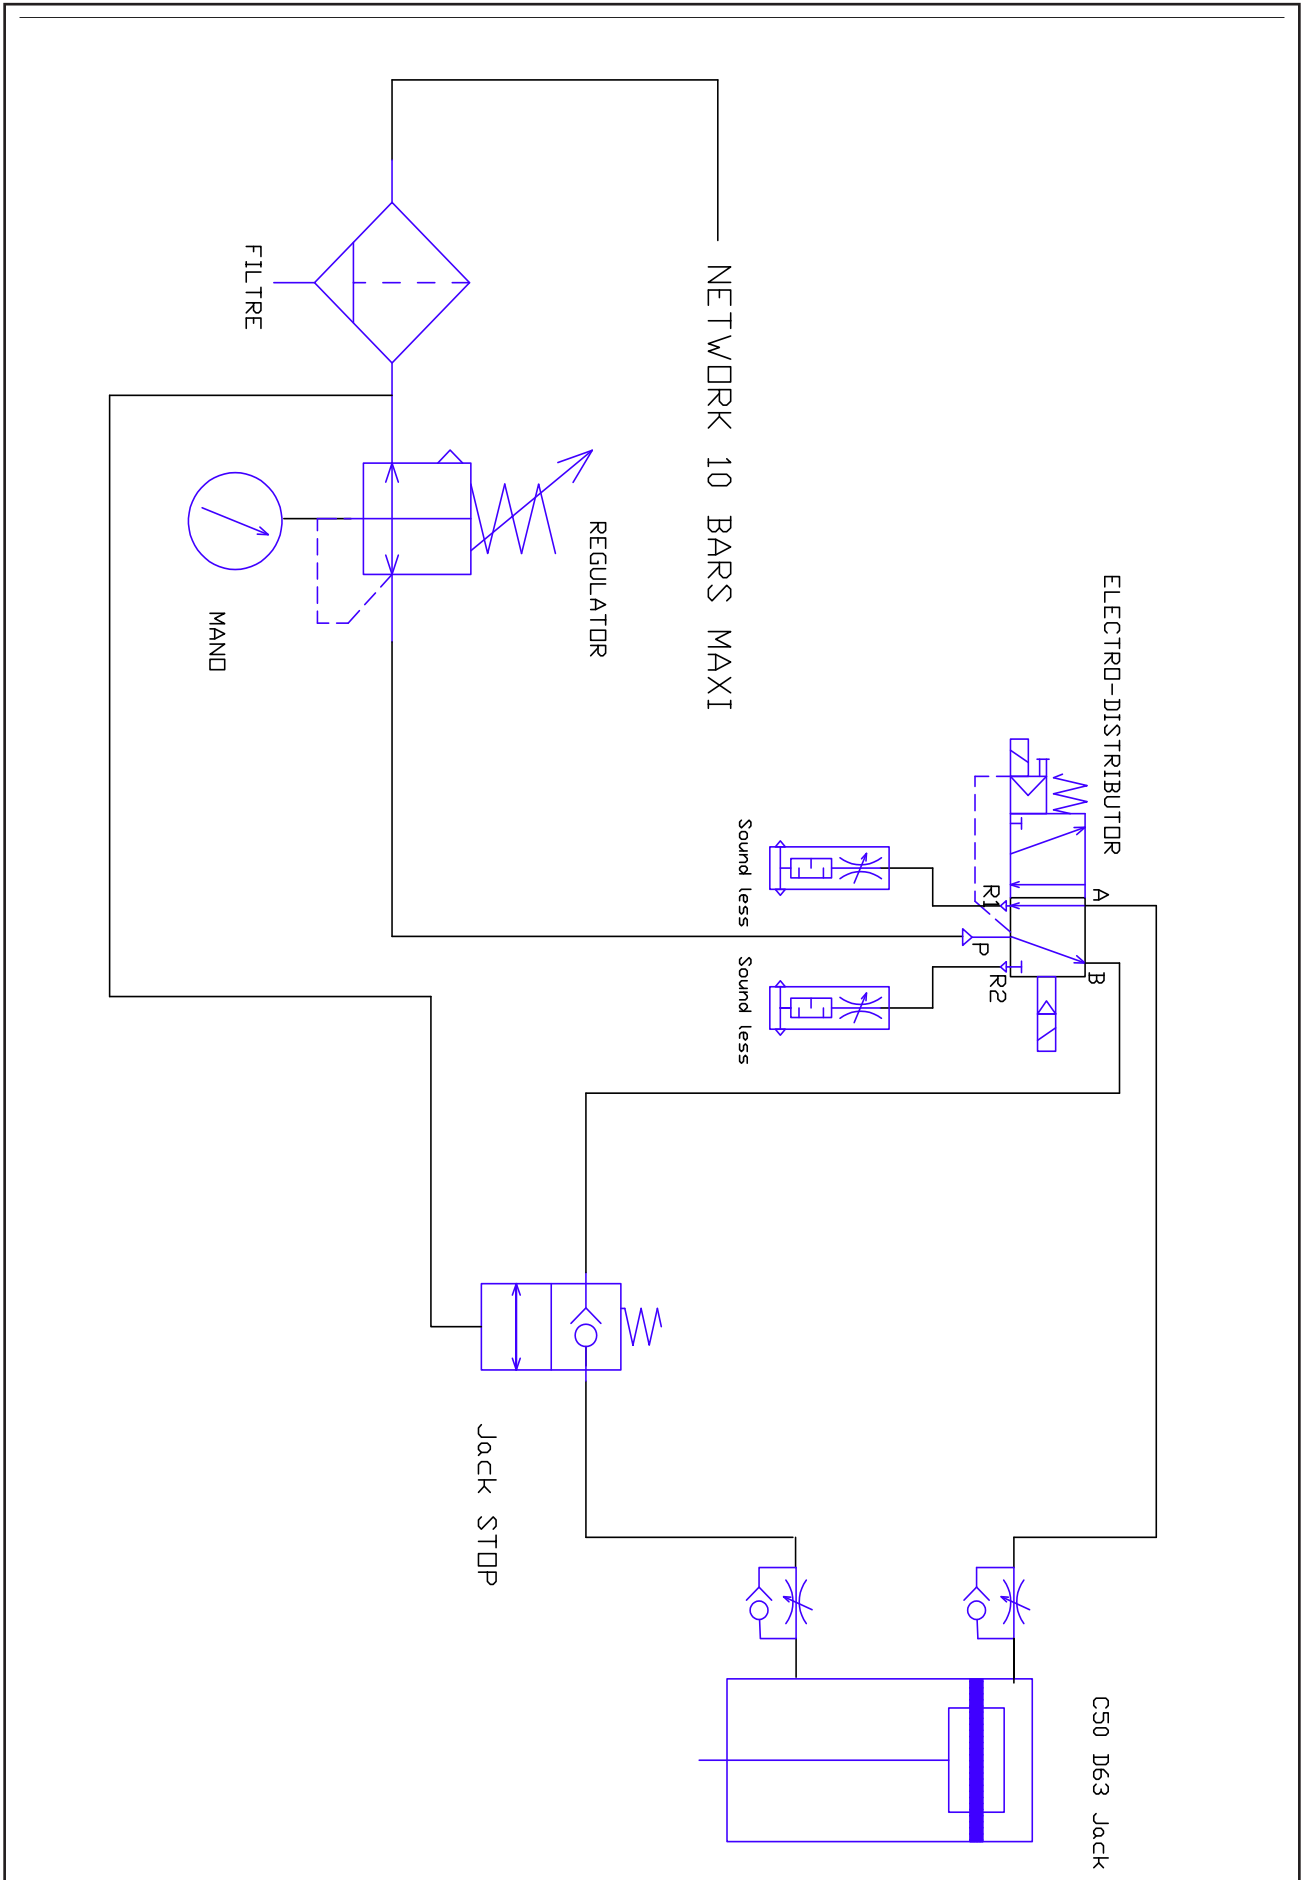 ELECTRO-DISTRIBUTOR
A
B
R1
P
R2
NETWORK 10 BARS MAXI
Sound less
Sound less
REGULATOR
FILTRE
MANO
Jack STOP
C50 D63 Jack